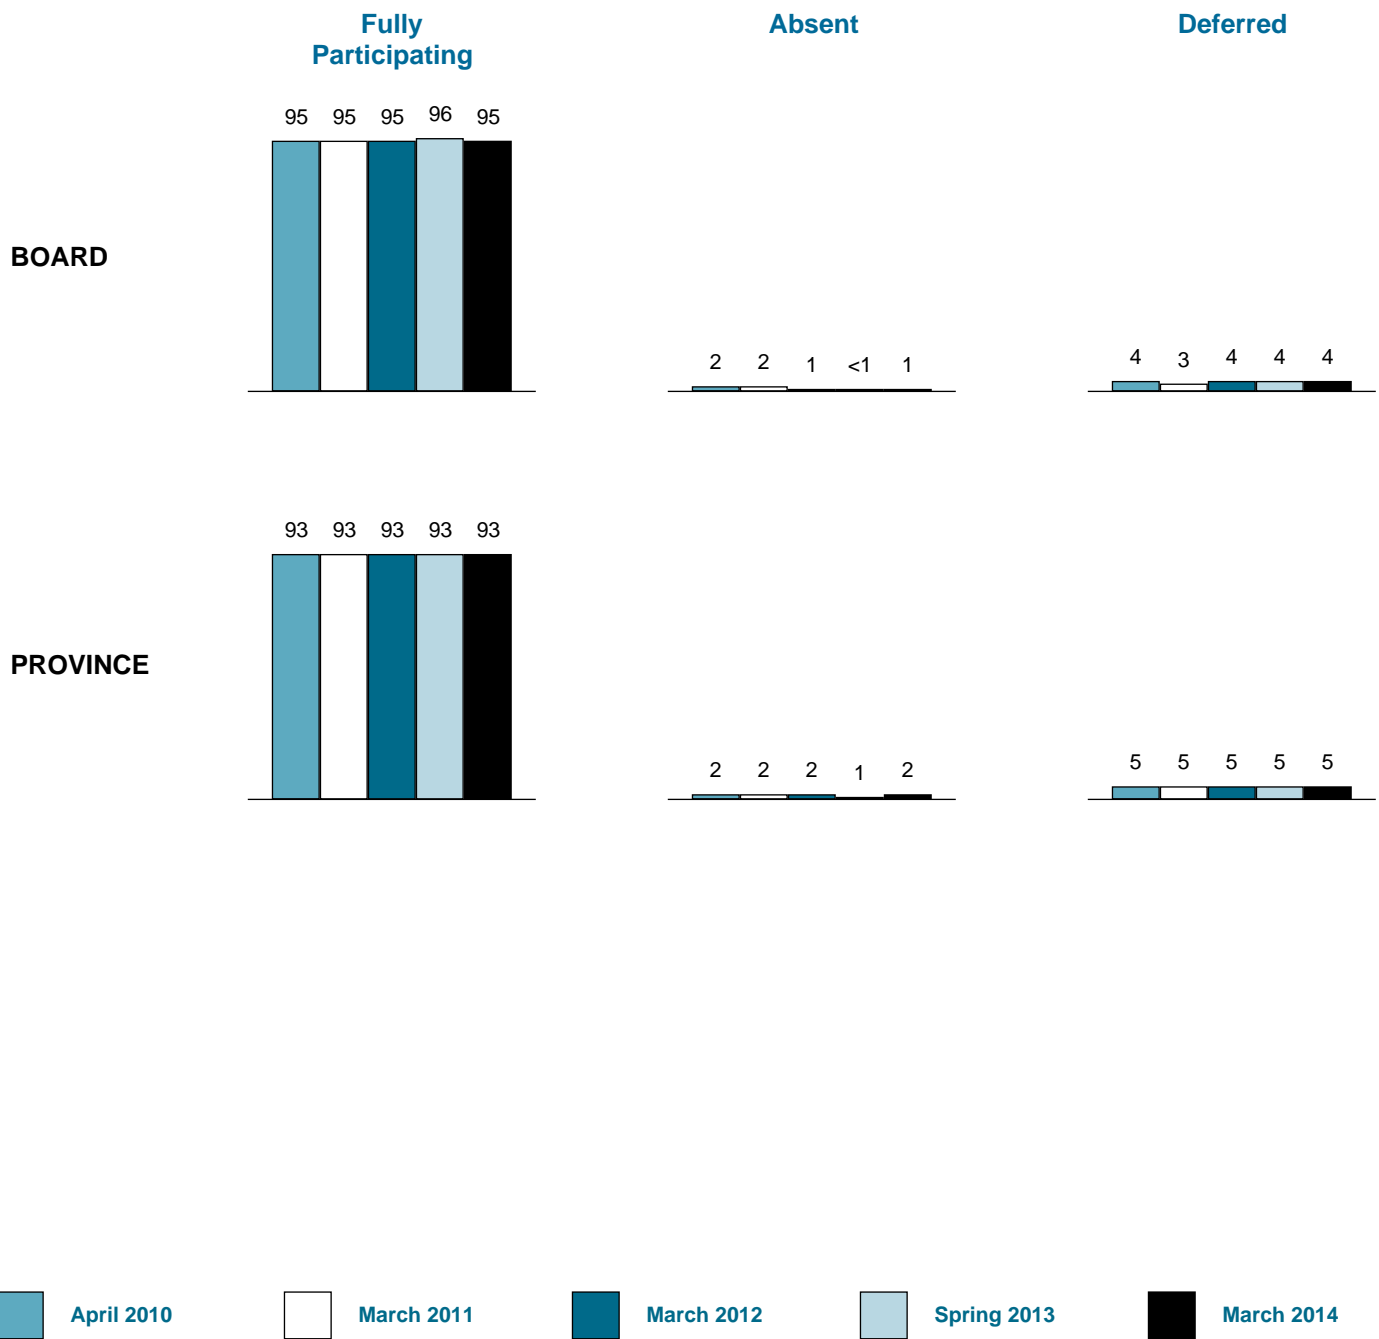 Fully
Participating
Absent
Deferred
BOARD
95 95 95 96 95
2 2 1 <1 1
4 3 4 4 4
PROVINCE
93 93 93 93 93
2 2 2 1 2
5 5 5 5 5
April 2010 March 2011 March 2012 Spring 2013 March 2014